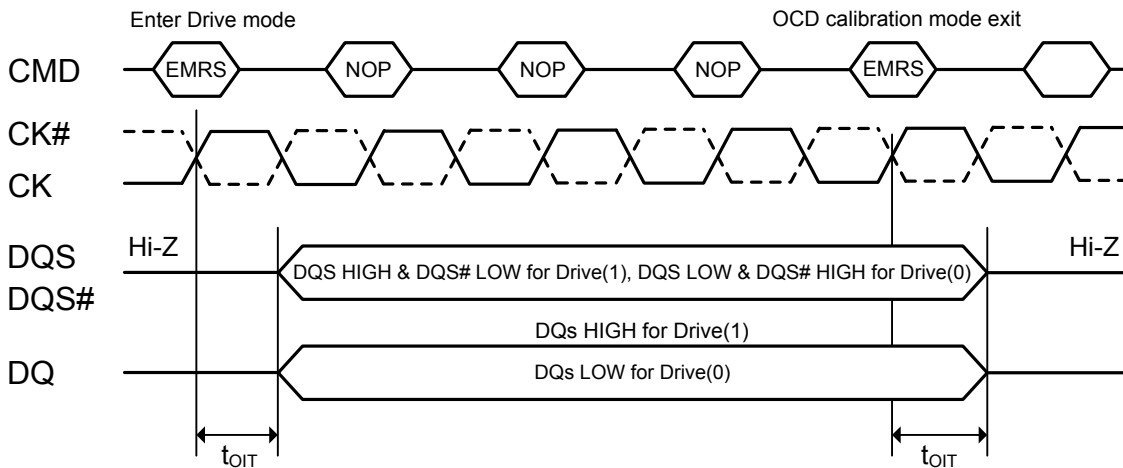 Enter Drive mode
OCD calibration mode exit
CMD
EMRS
NOP
NOP
NOP
EMRS
CK#
CK
DQS
DQS#
Hi-Z
DQS HIGH & DQS# LOW for Drive(1), DQS LOW & DQS# HIGH for Drive(0)
Hi-Z
DQs HIGH for Drive(1)
DQ
DQs LOW for Drive(0)
tOIT
tOIT